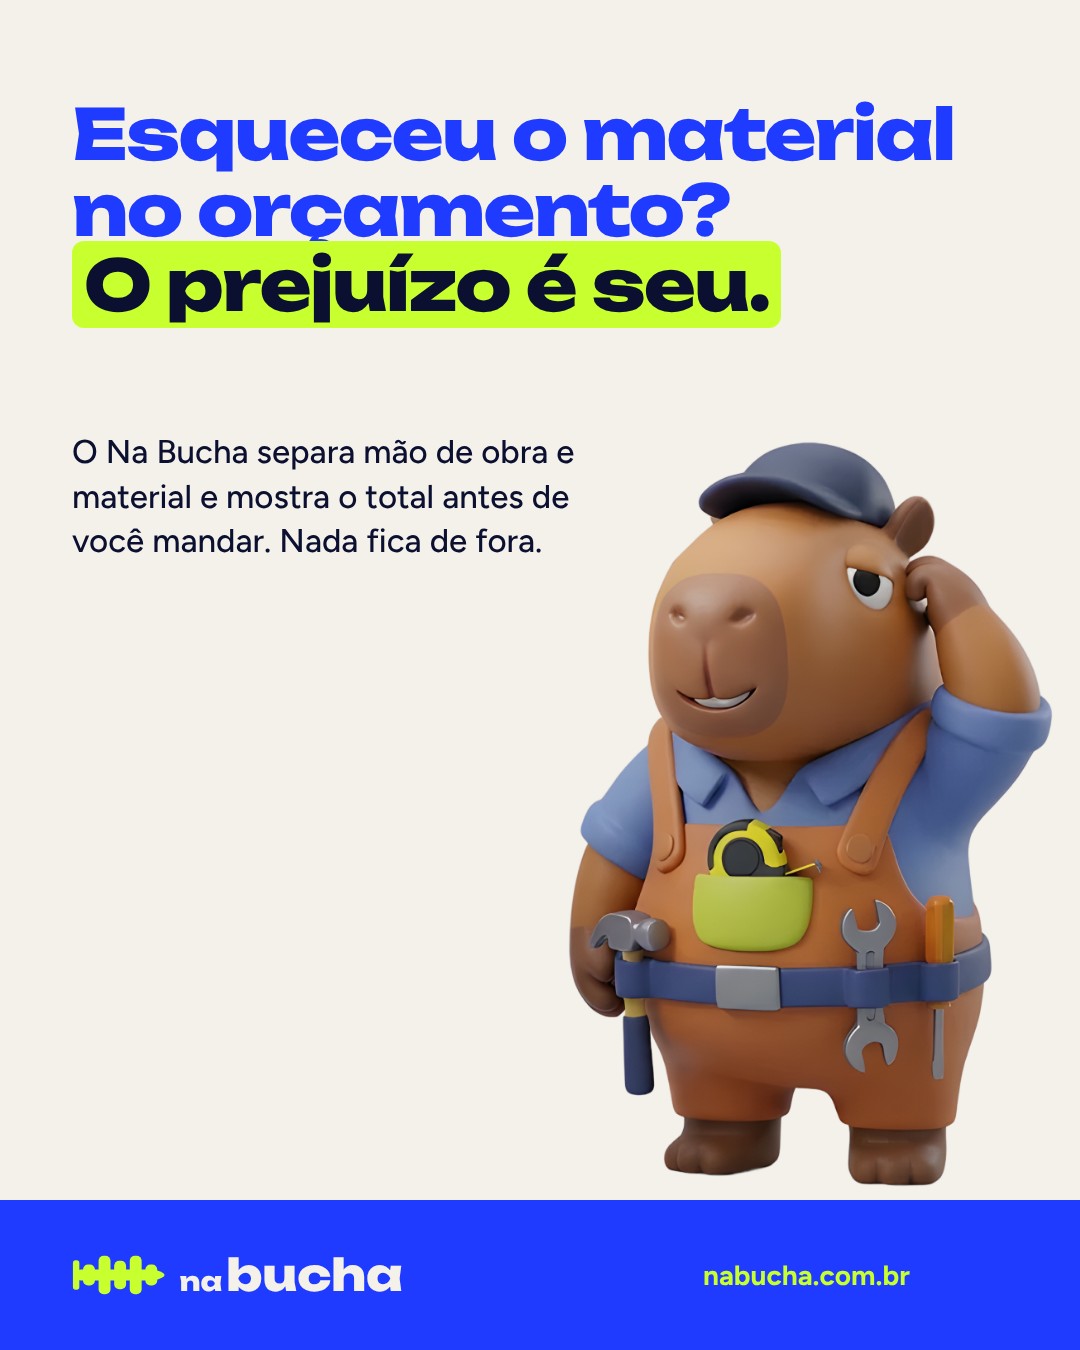 Esqueceu o material
no orçamento?
O prejuízo é seu.
O Na Bucha separa mão de obra e
material e mostra o total antes de
você mandar. Nada fica de fora.
na bucha
nabucha.com.br